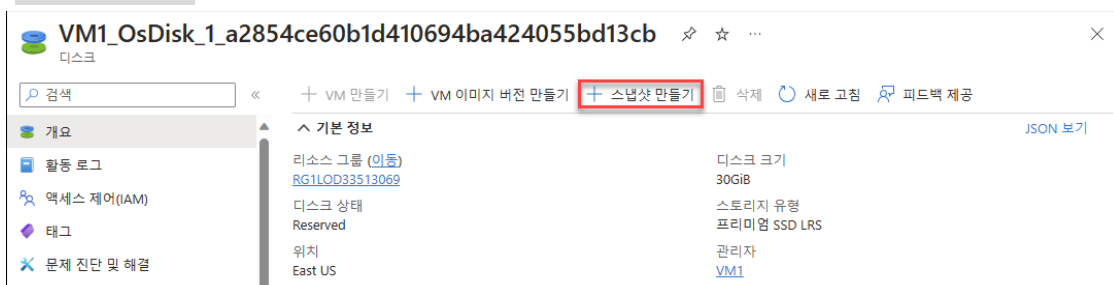 VM1_OsDisk_1_a2854ce60b1d410694ba424055bd13cb
디스크
검색
VM 만들기 VM 이미지 버전 만들기 스냅샷 만들기 삭제 새로 고침 피드백 제공
개요
활동 로그
액세스 제어(IAM)
태그
문제 진단 및 해결
기본 정보 JSON 보기
리소스 그룹 (이동) 디스크 크기
RG1LOD33513069 30GiB
디스크 상태 스토리지 유형
Reserved 프리미엄 SSD LRS
위치 관리자
East US VM1